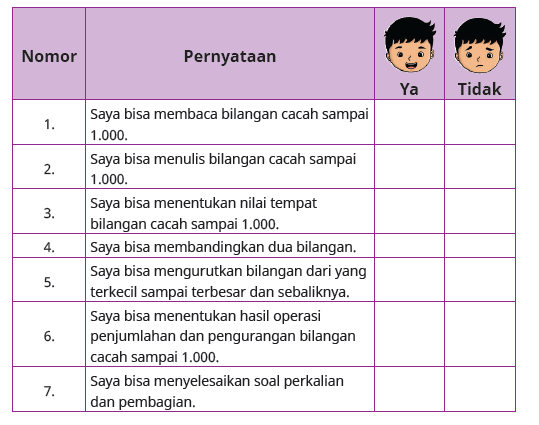 Nomor Pernyataan Ya Tidak
1. Saya bisa membaca bilangan cacah sampai
1.000.
2. Saya bisa menulis bilangan cacah sampai
1.000.
3. Saya bisa menentukan nilai tempat
bilangan cacah sampai 1.000.
4. Saya bisa membandingkan dua bilangan.
5. Saya bisa mengurutkan bilangan dari yang
terkecil sampai terbesar dan sebaliknya.
6. Saya bisa menentukan hasil operasi
penjumlahan dan pengurangan bilangan
cacah sampai 1.000.
7. Saya bisa menyelesaikan soal perkalian
dan pembagian.